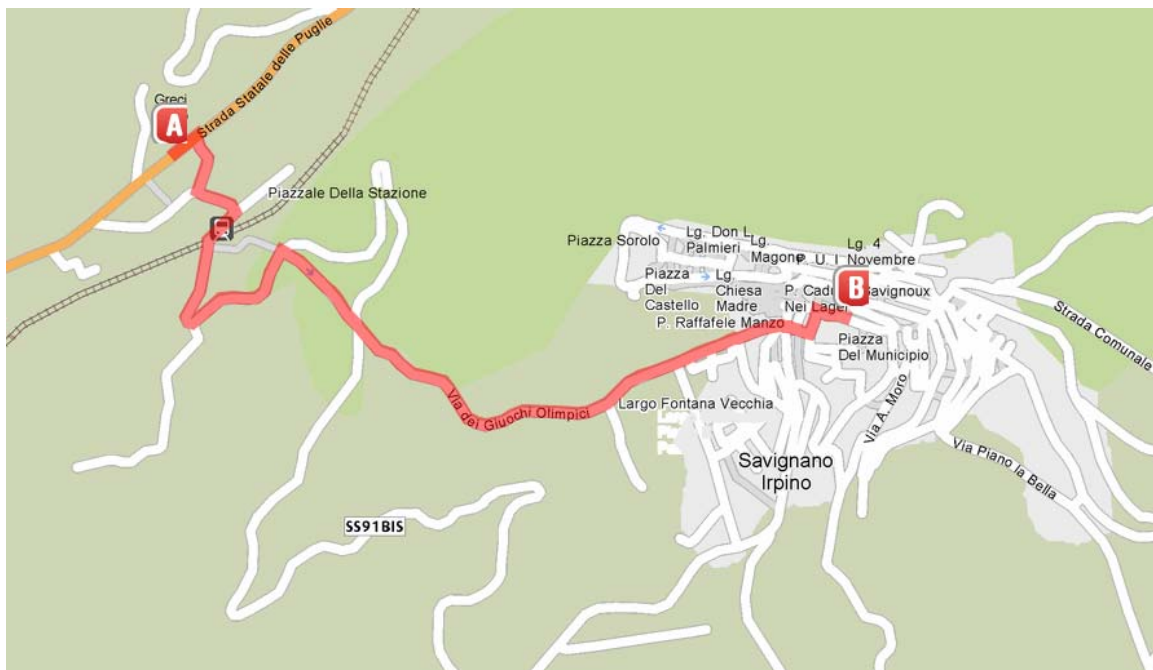 Greci
A
Strada Statale delle Puglie
Piazzale Della Stazione
Piazza Sorolo
Lg. Don L.
Palmieri
Lg.
Magone
Lg. 4
Novembre
P. U. I
Piazza
Del
Castello
Lg.
Chiesa
Madre
P. Cadu
Savignoux
Nei Lager
B
P. Raffafele Manzo
Piazza
Del Municipio
Strada Comunale
Via dei Giuochi Olimpici
Largo Fontana Vecchia
Via A. Moro
Via Piano la Bella
Savignano
Irpino
SS91BIS